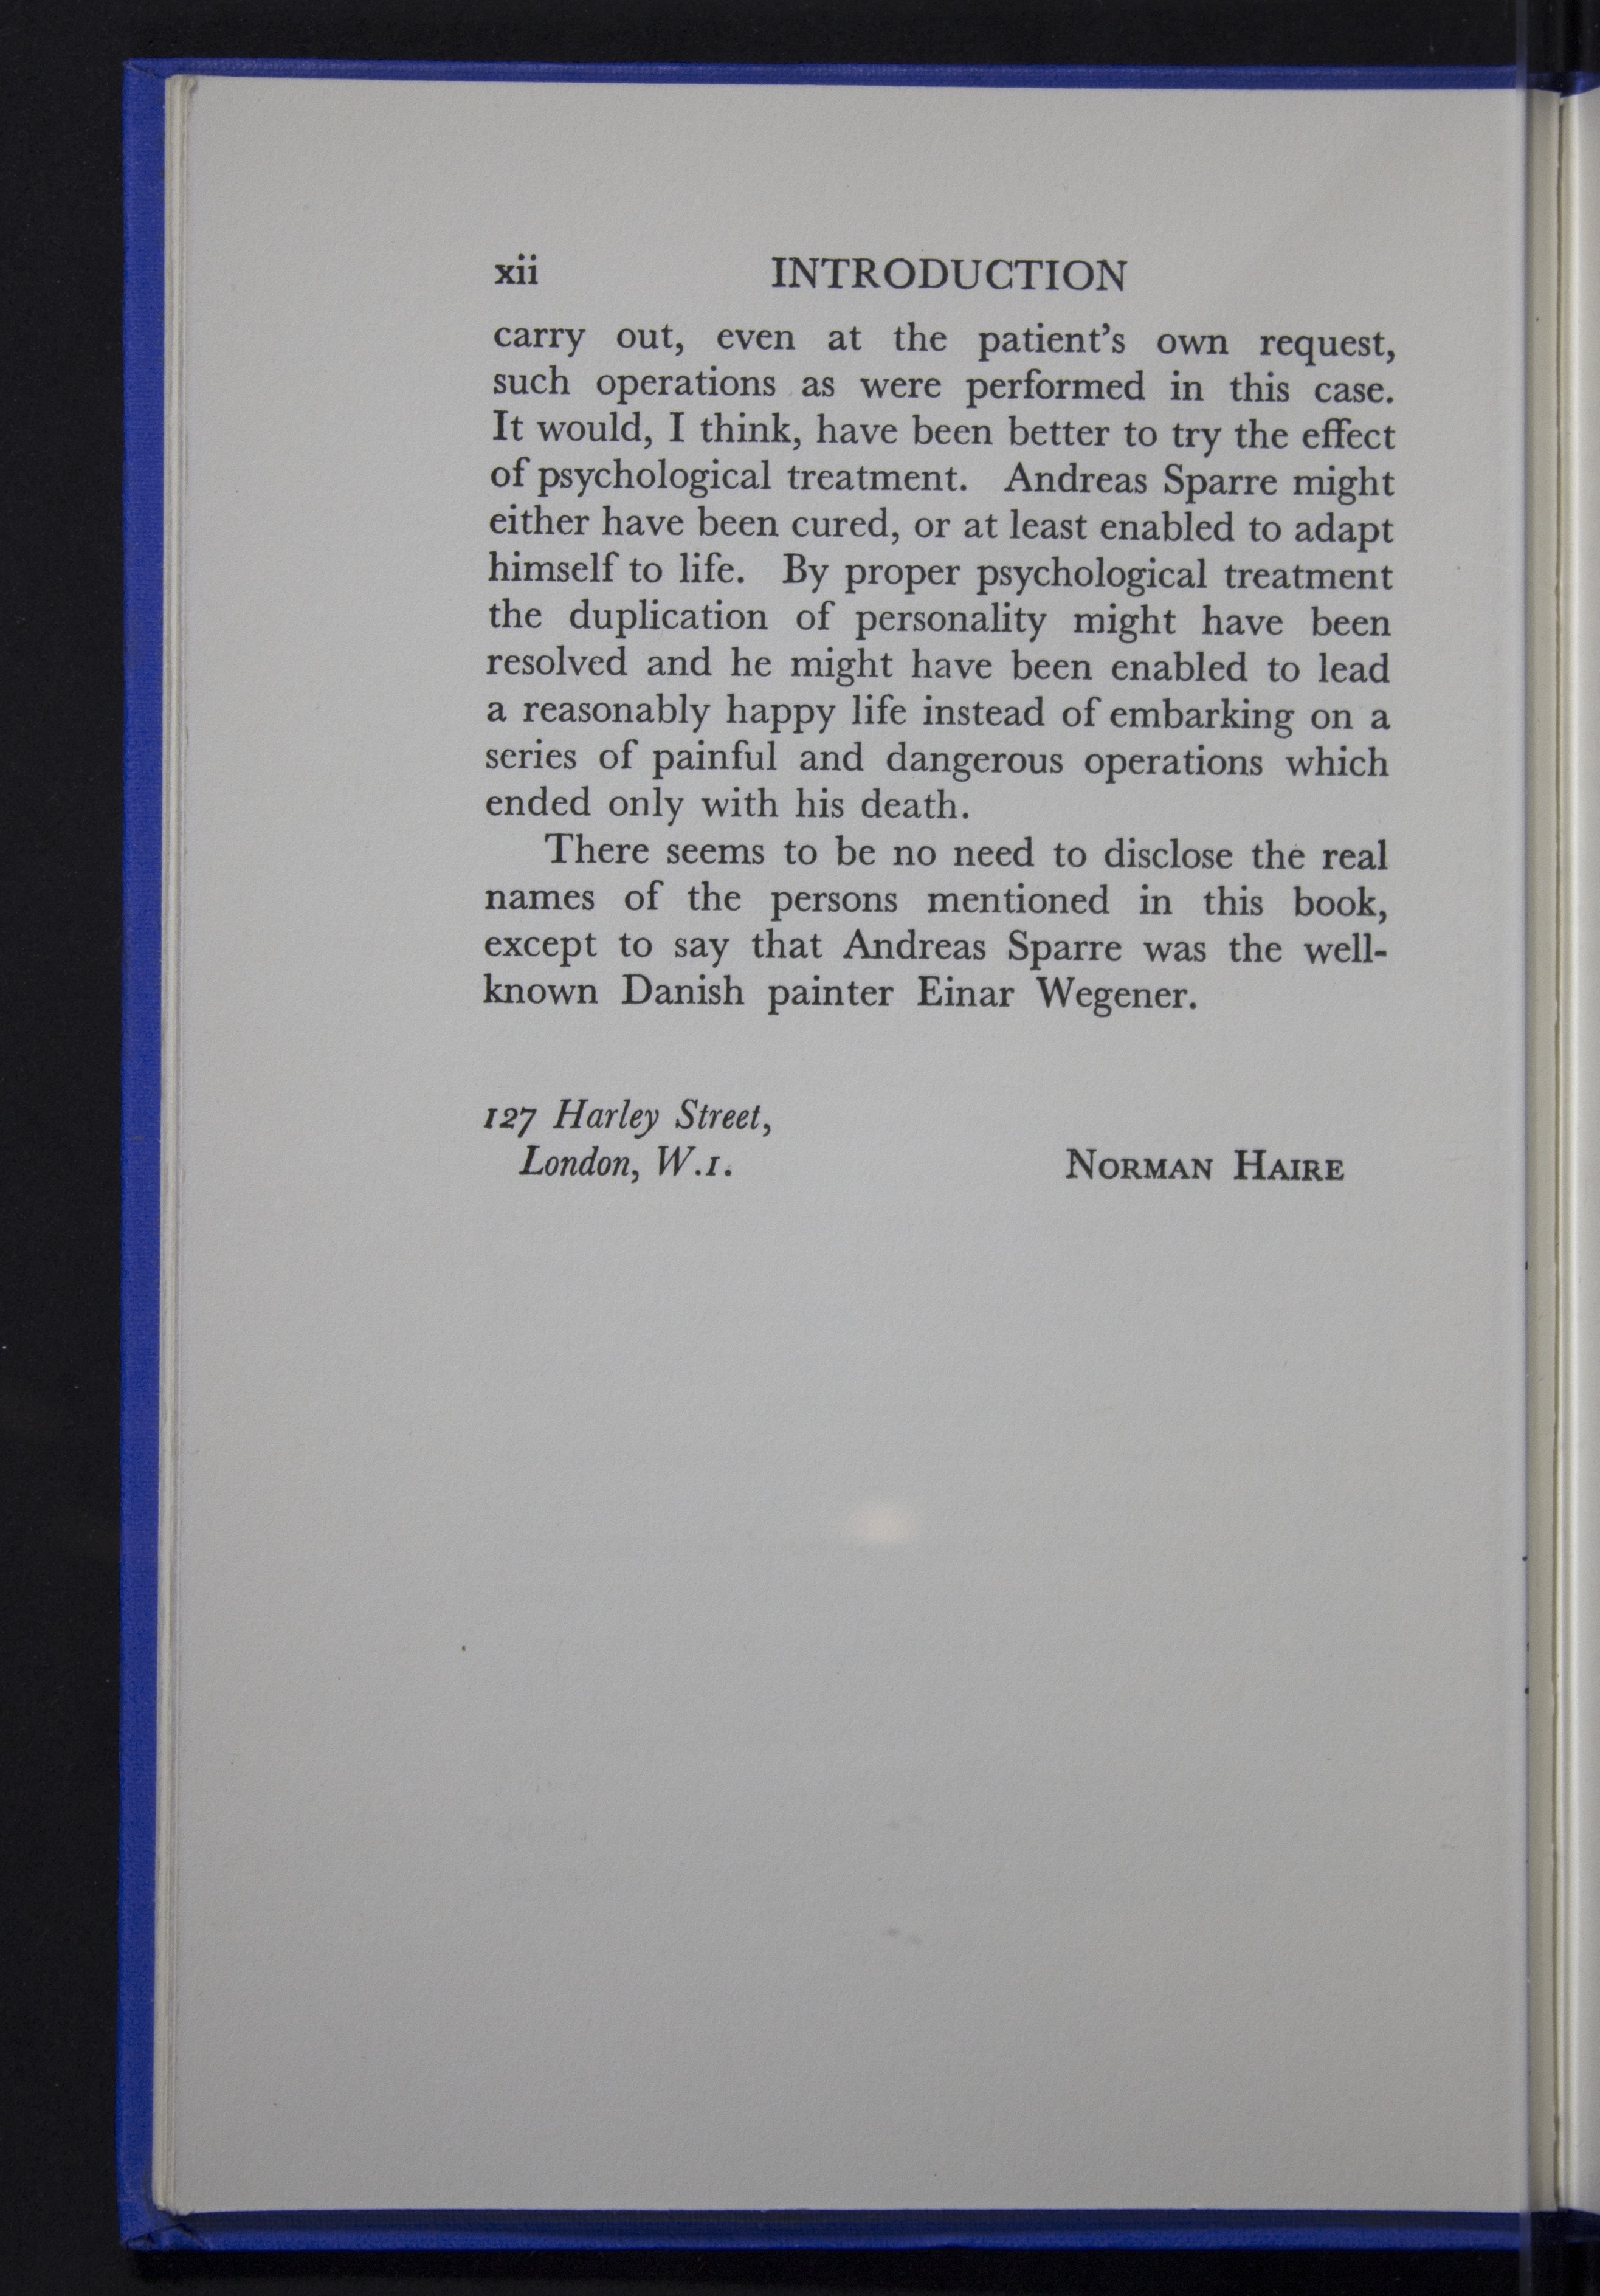 xii INTRODUCTION
carry out, even at the patient’s own request,
such operations as were performed in this case.
It would, I think, have been better to try the effect
of psychological treatment. Andreas Sparre might
either have been cured, or at least enabled to adapt
himself to life. By proper psychological treatment
the duplication of personality might have been
resolved and he might have been enabled to lead
a reasonably happy life instead of embarking on a
series of painful and dangerous operations which
ended only with his death.
There seems to be no need to disclose the real
names of the persons mentioned in this book,
except to say that Andreas Sparre was the well-
known Danish painter Einar Wegener.
127 Harley Street,
London, W.1. NORMAN HAIRE